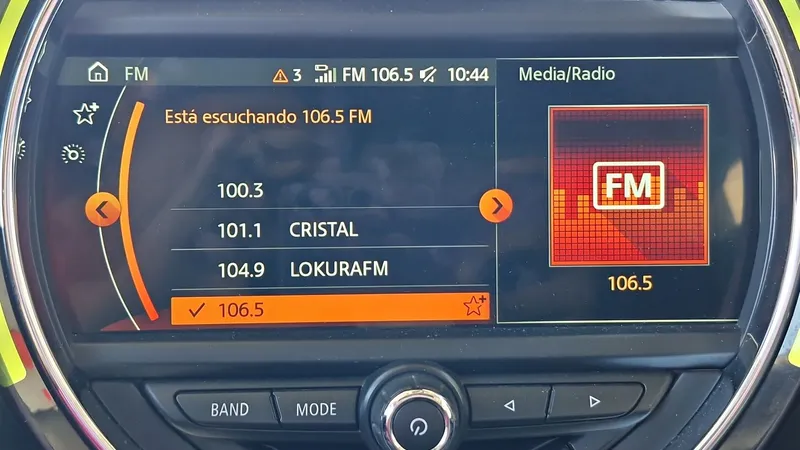 FM
3 FM 106.5 10:44
Media/Radio
Está escuchando 106.5 FM
100.3
101.1 CRISTAL
104.9 LOKURAFM
106.5
FM
106.5
BAND
MODE